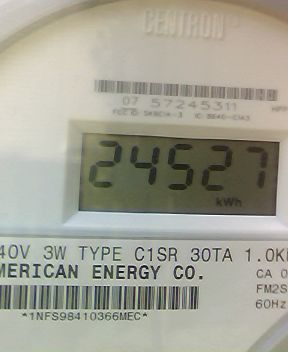 CENTRON
07 57245311
24527
kWh
40V 3W TYPE C1SR 30TA 1.0K
MERICAN ENERGY CO.
CA 0
FM2S
60Hz
*1NFS98410366MEC*